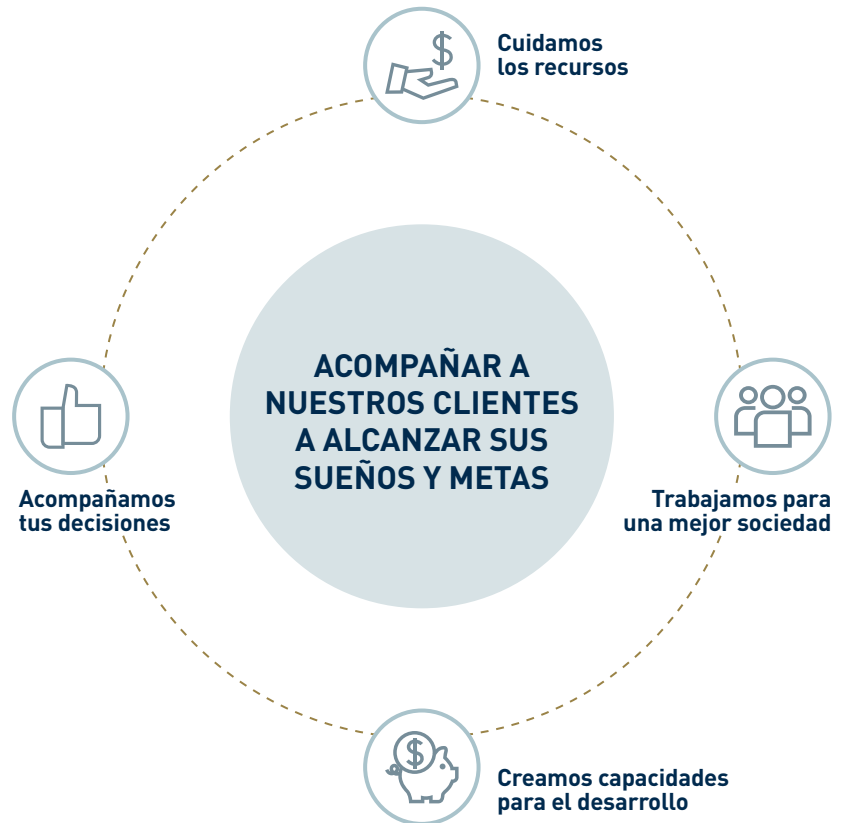 Cuidamos
los recursos
ACOMPAÑAR A
NUESTROS CLIENTES
A ALCANZAR SUS
SUEÑOS Y METAS
Acompañamos
tus decisiones
Trabajamos para
una mejor sociedad
Creamos capacidades
para el desarrollo